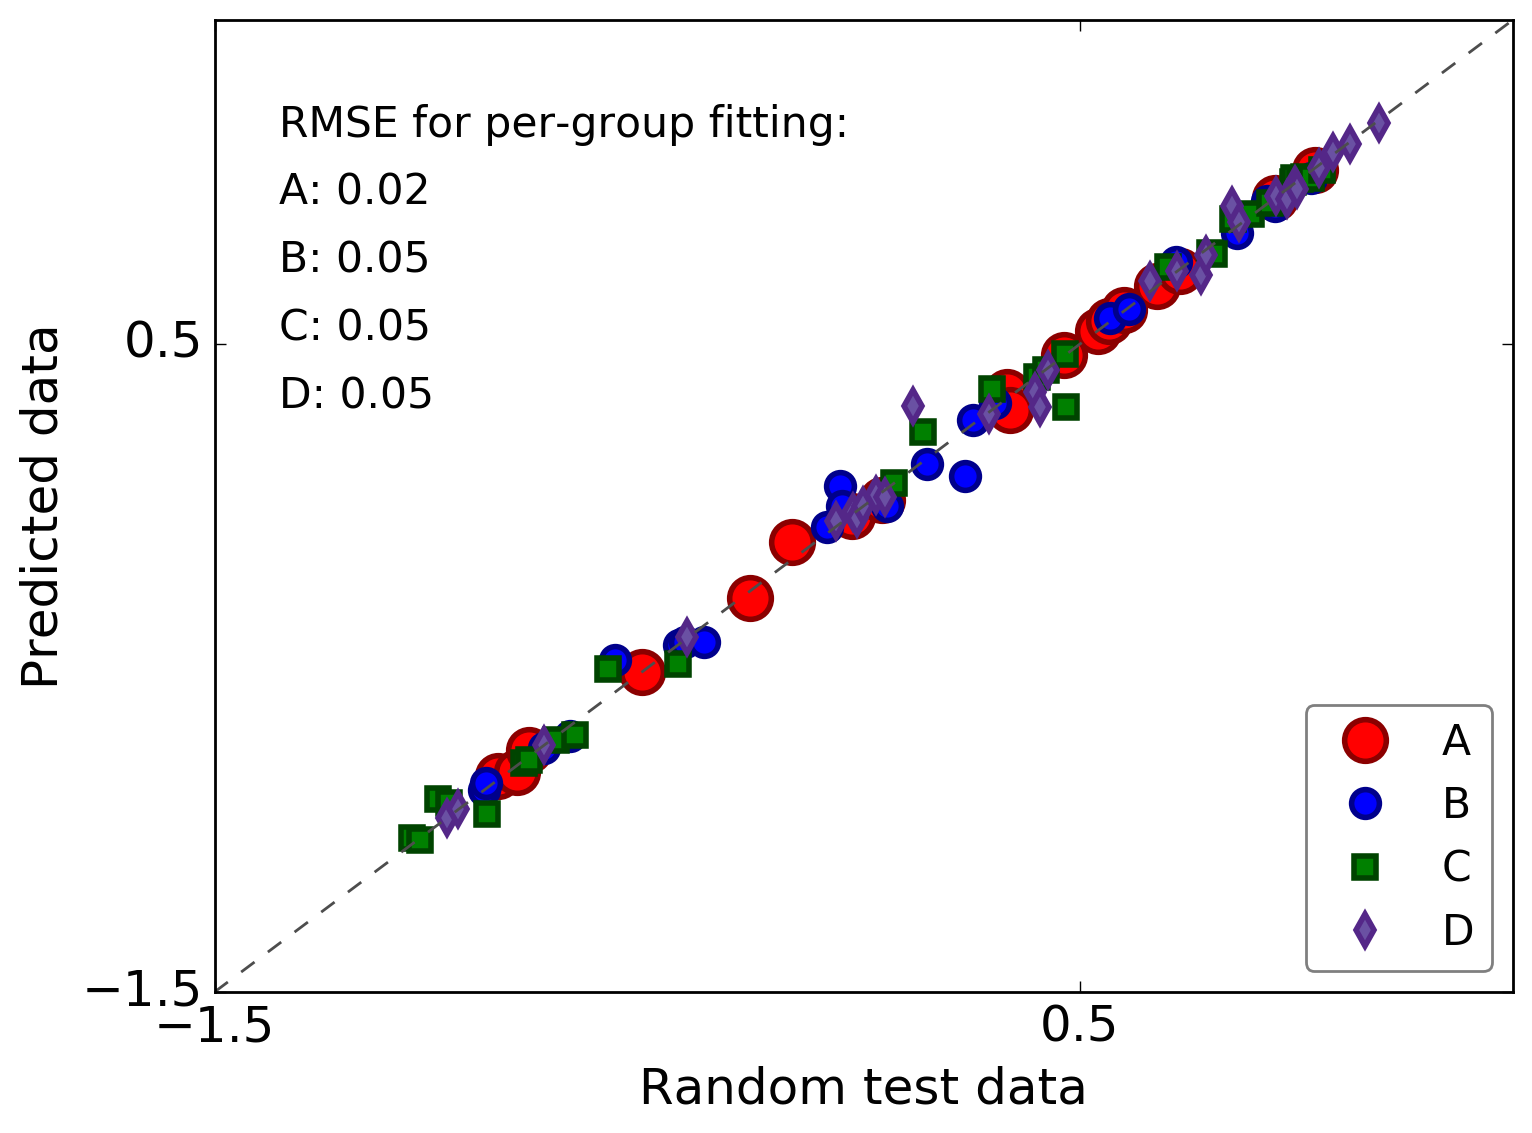 RMSE for per-group fitting:
A: 0.02
B: 0.05
C: 0.05
D: 0.05
0.5
−1.5
Predicted data
−1.5
0.5
Random test data
A
B
C
D